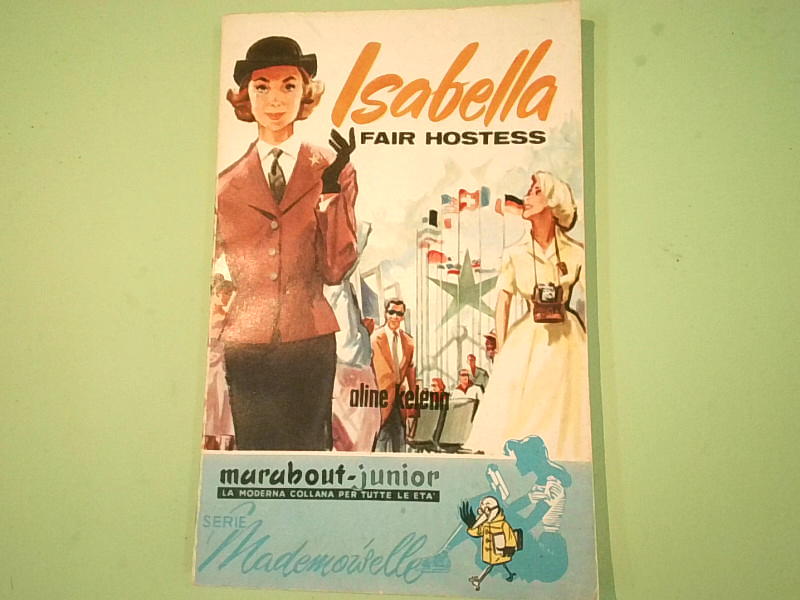 Isabella
FAIR HOSTESS
aline kelenn
marabout-junior
LA MODERNA COLLANA PER TUTTE LE ETA'
SERIE
Mademoiselle